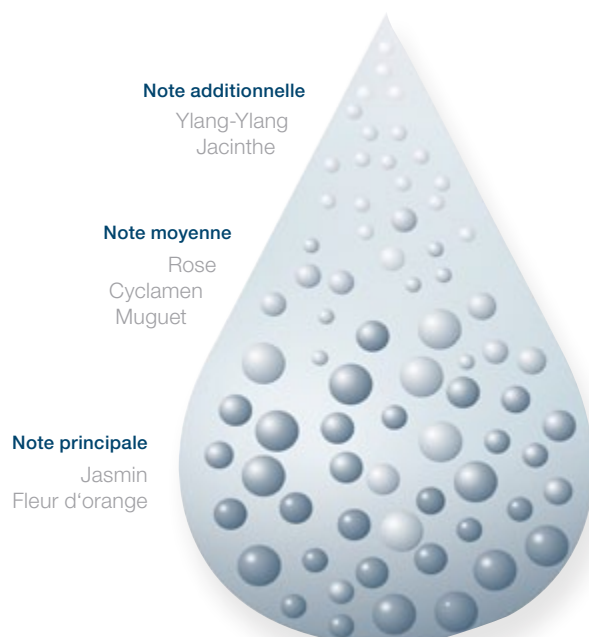 Note additionnelle
Ylang-Ylang
Jacinthe
Note moyenne
Rose
Cyclamen
Muguet
Note principale
Jasmin
Fleur d‘orange